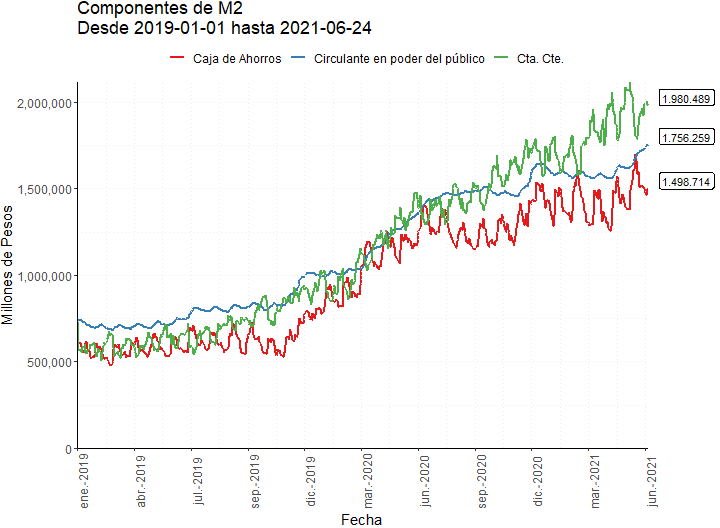 Componentes de M2
Desde 2019-01-01 hasta 2021-06-24
Caja de Ahorros Circulante en poder del público Cta. Cte.
Millones de Pesos
2,000,000
1,500,000
1,000,000
500,000
0
1.980.489
1.756.259
1.498.714
ene.-2019
abr.-2019
jul.-2019
sep.-2019
dic.-2019
mar.-2020
jun.-2020
sep.-2020
dic.-2020
mar.-2021
jun.-2021
Fecha